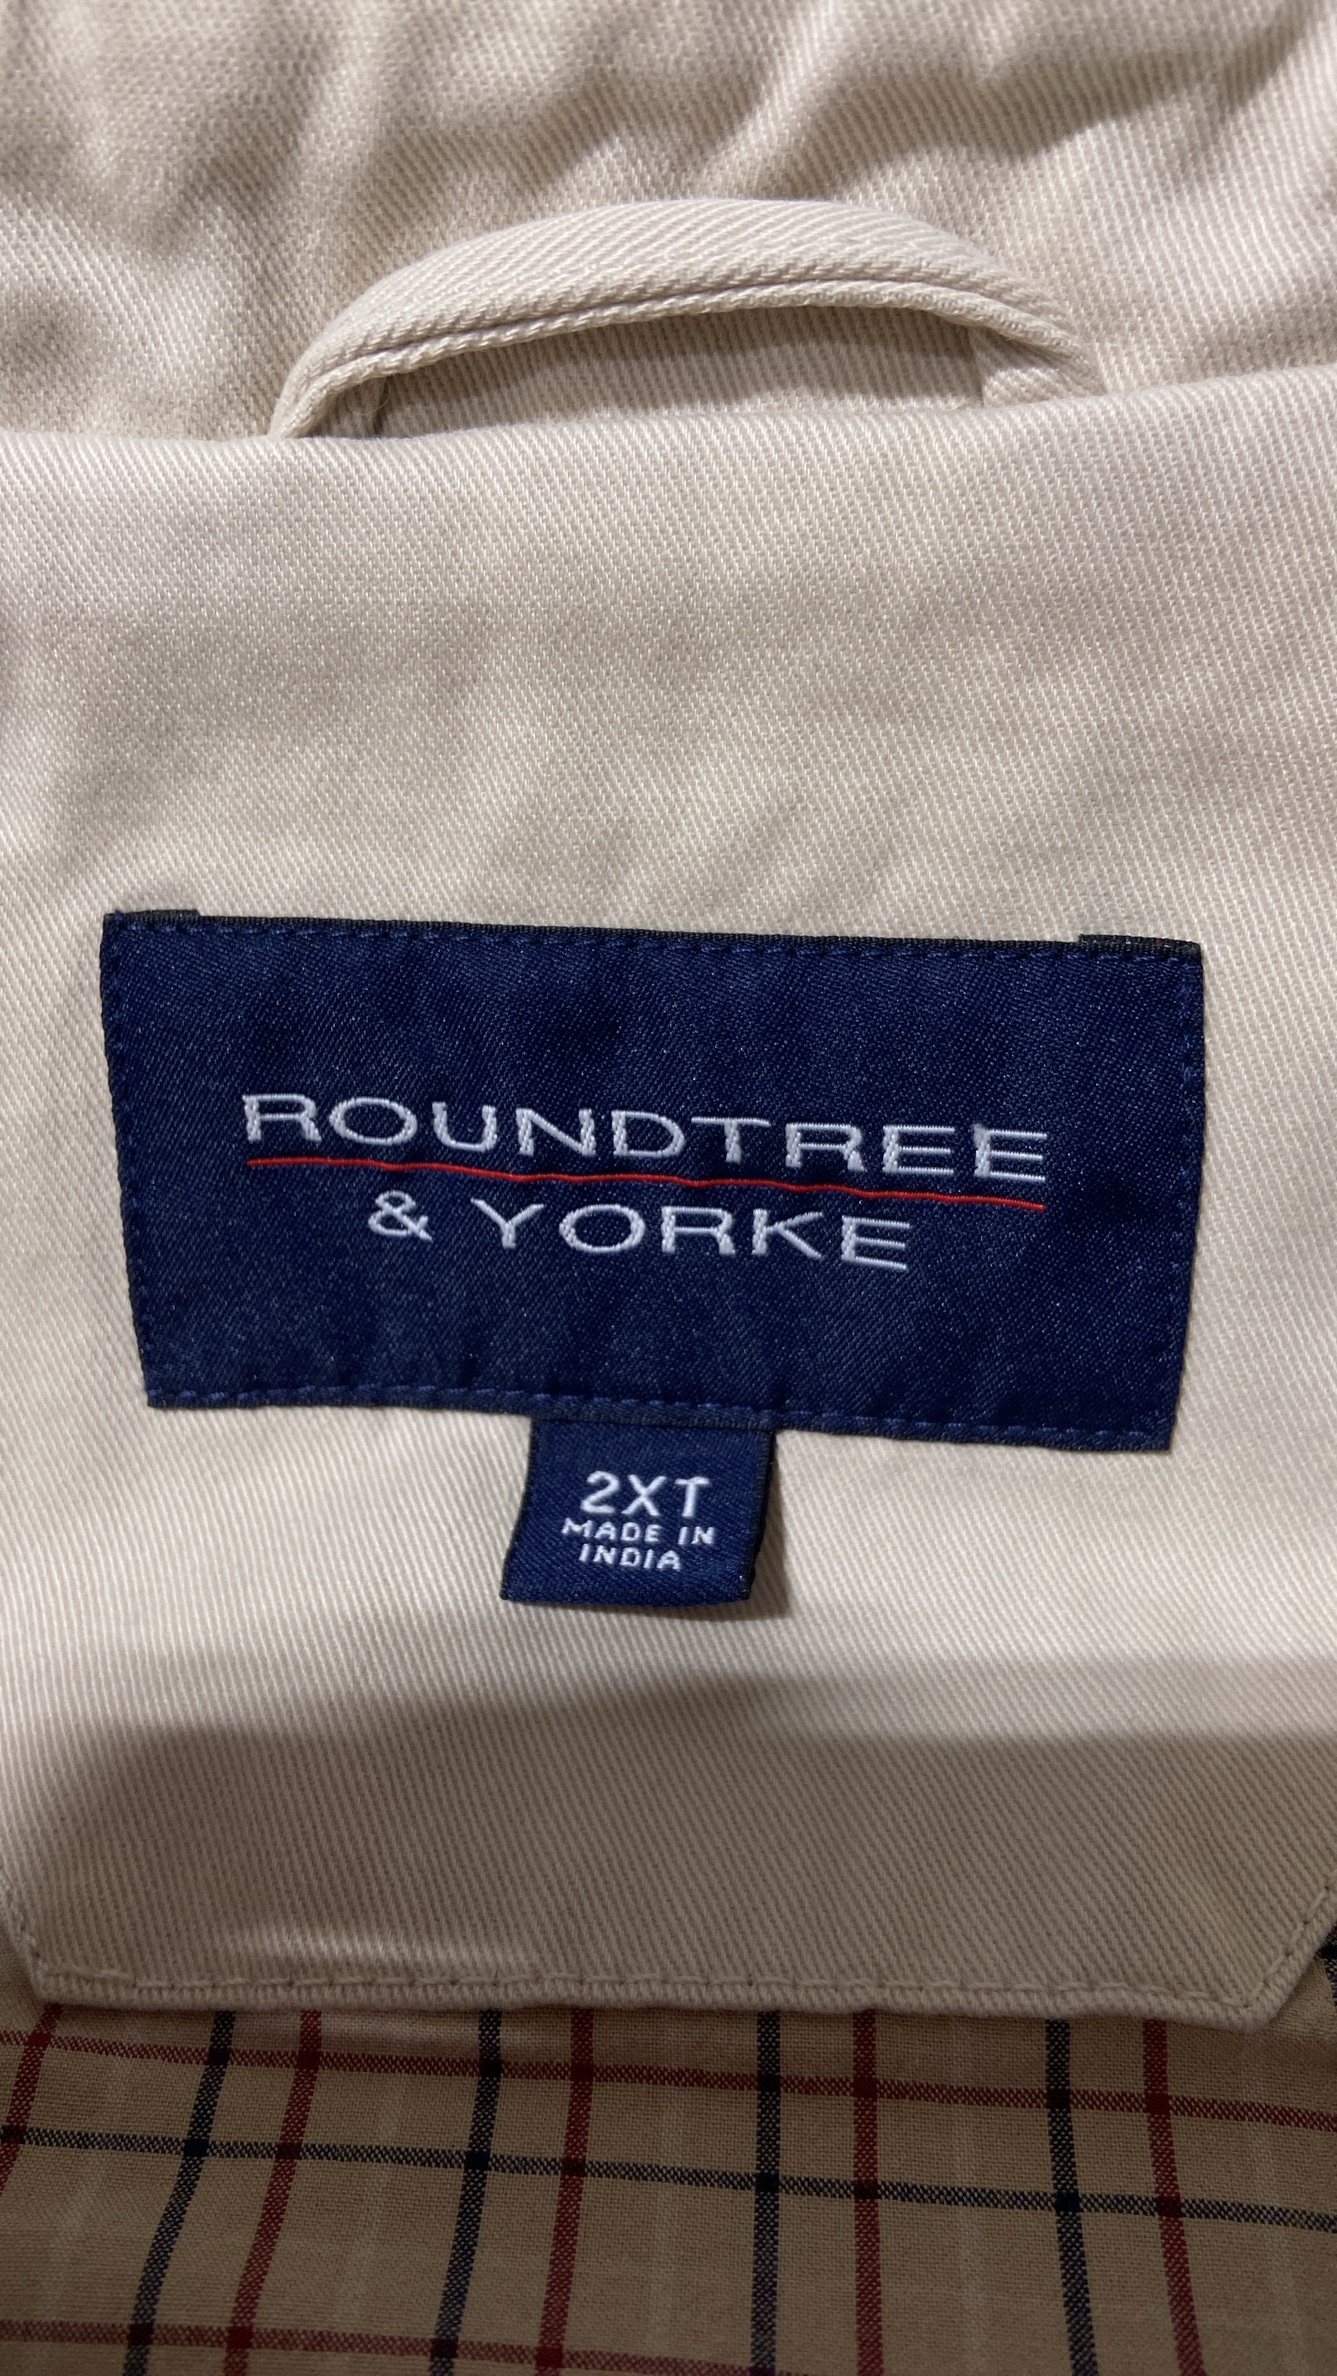 ROUNDTREE
& YORKE
2XT
MADE IN
INDIA